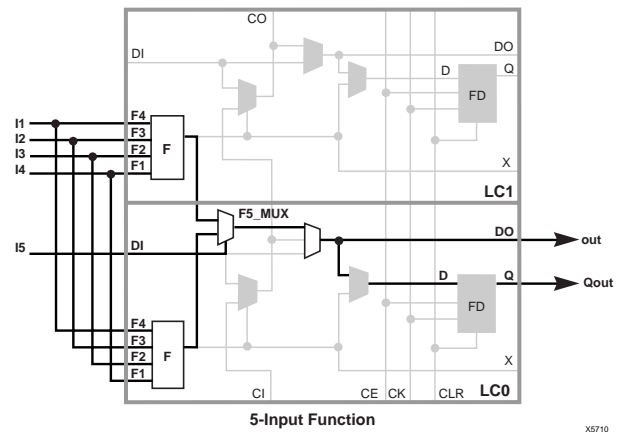 CO
DI
DO
D
Q
FD
I1
I2
I3
I4
F4
F3
F2
F1
F
X
LC1
F5_MUX
I5
DI
DO
out
D
Q
Qout
FD
F4
F3
F2
F1
F
X
CI
CE
CK
CLR
LC0
5-Input Function
X5710